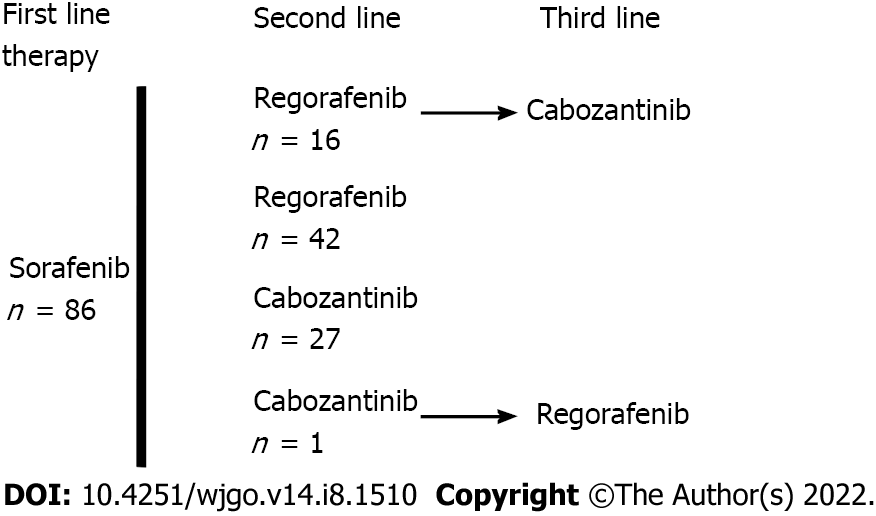 First line
therapy
Second line
Third line
Sorafenib
n = 86
Regorafenib
n = 16
Cabozantinib
Regorafenib
n = 42
Cabozantinib
n = 27
Cabozantinib
n = 1
Regorafenib
DOI: 10.4251/wjgo.v14.i8.1510 Copyright ©The Author(s) 2022.